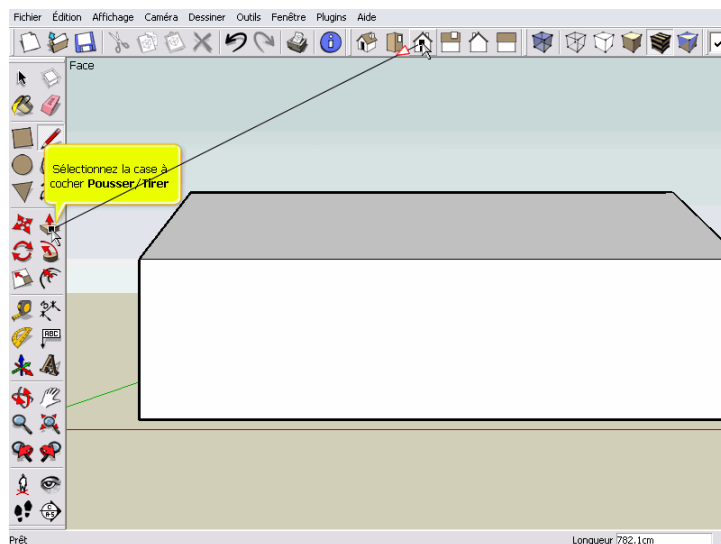 Fichier Édition Affichage Caméra Dessiner Outils Fenêtre Plugins Aide
Face
Sélectionnez la case à
cocher Pousser/Tirer
ABC
Prêt
Longueur 782.1cm